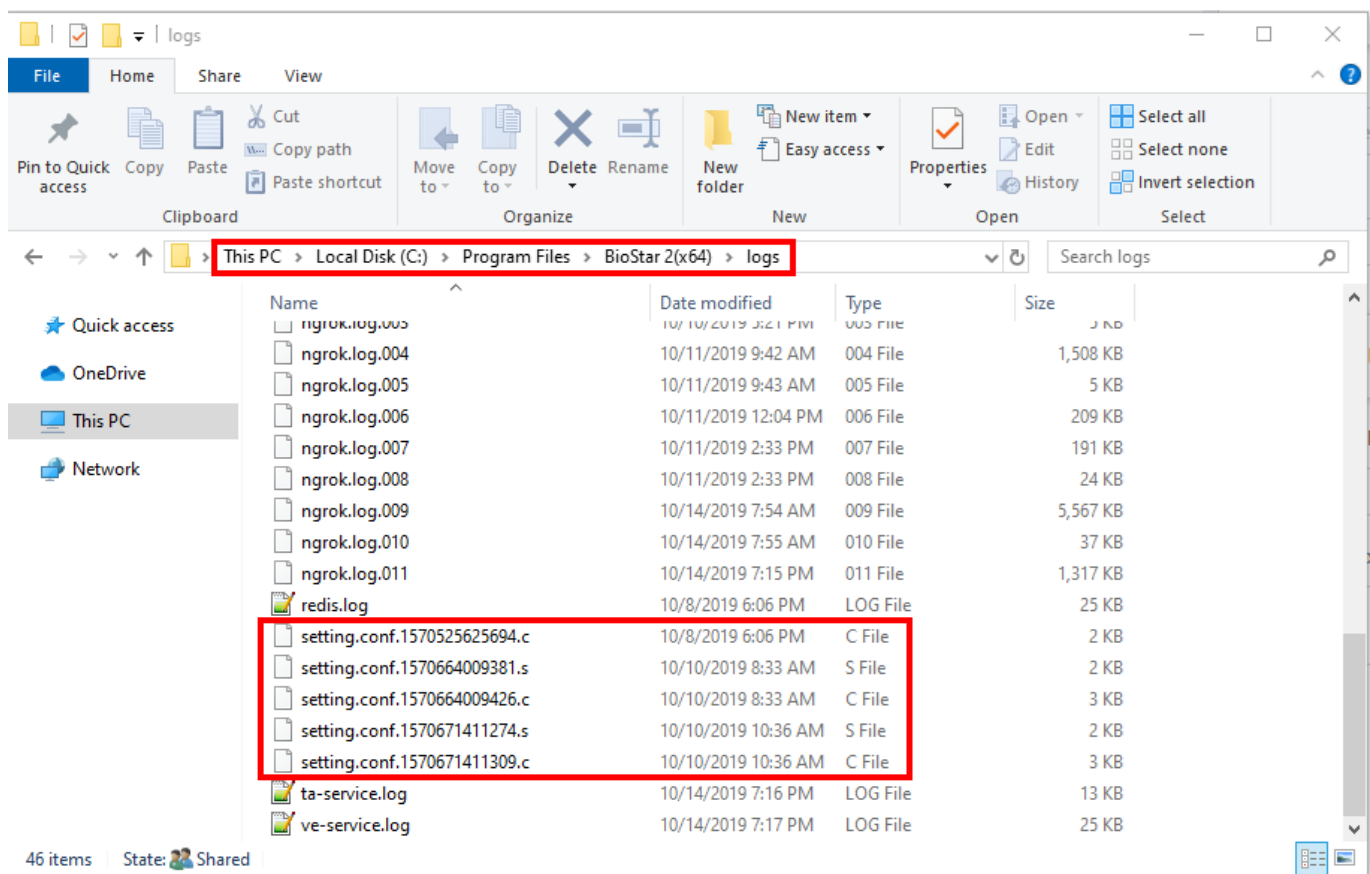 logs
File Home Share View
Pin to Quick access
Copy
Paste
Cut
Copy path
Paste shortcut
Clipboard
Move to
Copy to
Delete
Rename
Organize
New folder
New item
Easy access
New
Properties
Open
Edit
History
Open
Select all
Select none
Invert selection
Select
This PC > Local Disk (C:) > Program Files > BioStar 2(x64) > logs
Search logs
Quick access
OneDrive
This PC
Network
Name Date modified Type Size
ngrok.log.003 10/10/2019 5:21 PM 003 File 5 KB
ngrok.log.004 10/11/2019 9:42 AM 004 File 1,508 KB
ngrok.log.005 10/11/2019 9:43 AM 005 File 5 KB
ngrok.log.006 10/11/2019 12:04 PM 006 File 209 KB
ngrok.log.007 10/11/2019 2:33 PM 007 File 191 KB
ngrok.log.008 10/11/2019 2:33 PM 008 File 24 KB
ngrok.log.009 10/14/2019 7:54 AM 009 File 5,567 KB
ngrok.log.010 10/14/2019 7:55 AM 010 File 37 KB
ngrok.log.011 10/14/2019 7:15 PM 011 File 1,317 KB
redis.log 10/8/2019 6:06 PM LOG File 25 KB
setting.conf.1570525625694.c 10/8/2019 6:06 PM C File 2 KB
setting.conf.1570664009381.s 10/10/2019 8:33 AM S File 2 KB
setting.conf.1570664009426.c 10/10/2019 8:33 AM C File 3 KB
setting.conf.1570671411274.s 10/10/2019 10:36 AM S File 2 KB
setting.conf.1570671411309.c 10/10/2019 10:36 AM C File 3 KB
ta-service.log 10/14/2019 7:16 PM LOG File 13 KB
ve-service.log 10/14/2019 7:17 PM LOG File 25 KB
46 items State: Shared